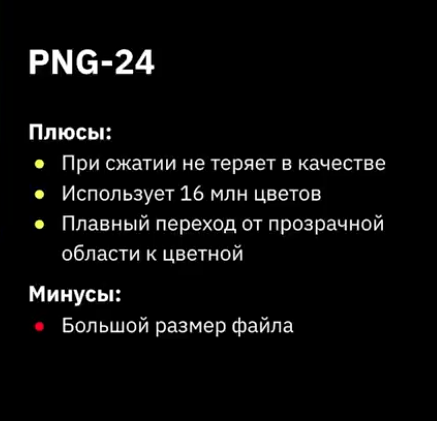 PNG-24
Плюсы:
При сжатии не теряет в качестве
Использует 16 млн цветов
Плавный переход от прозрачной
области к цветной
Минусы:
Большой размер файла